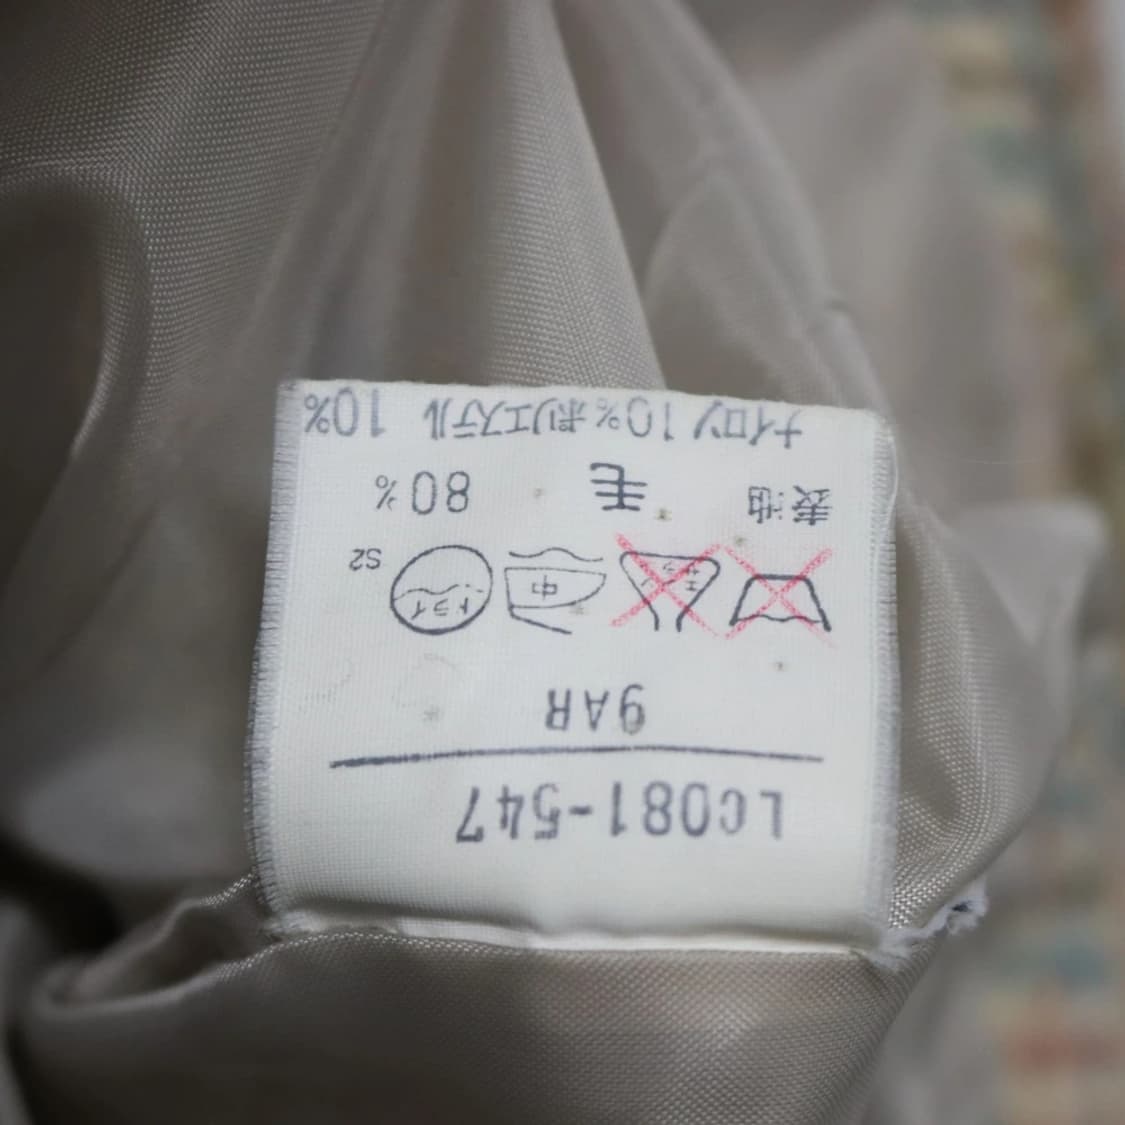 LC081-547
9AR
中 ドライ S2
表地 毛 80%
ナイロン 10% ポリエステル 10%